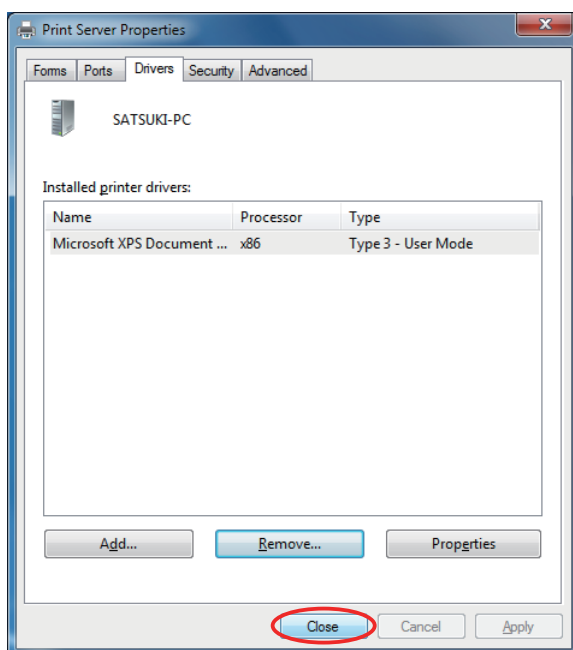 Print Server Properties
Forms Ports Drivers Security Advanced
SATSUKI-PC
Installed printer drivers:
Name Processor Type
Microsoft XPS Document ... x86 Type 3 - User Mode
Add... Remove... Properties
Close Cancel Apply